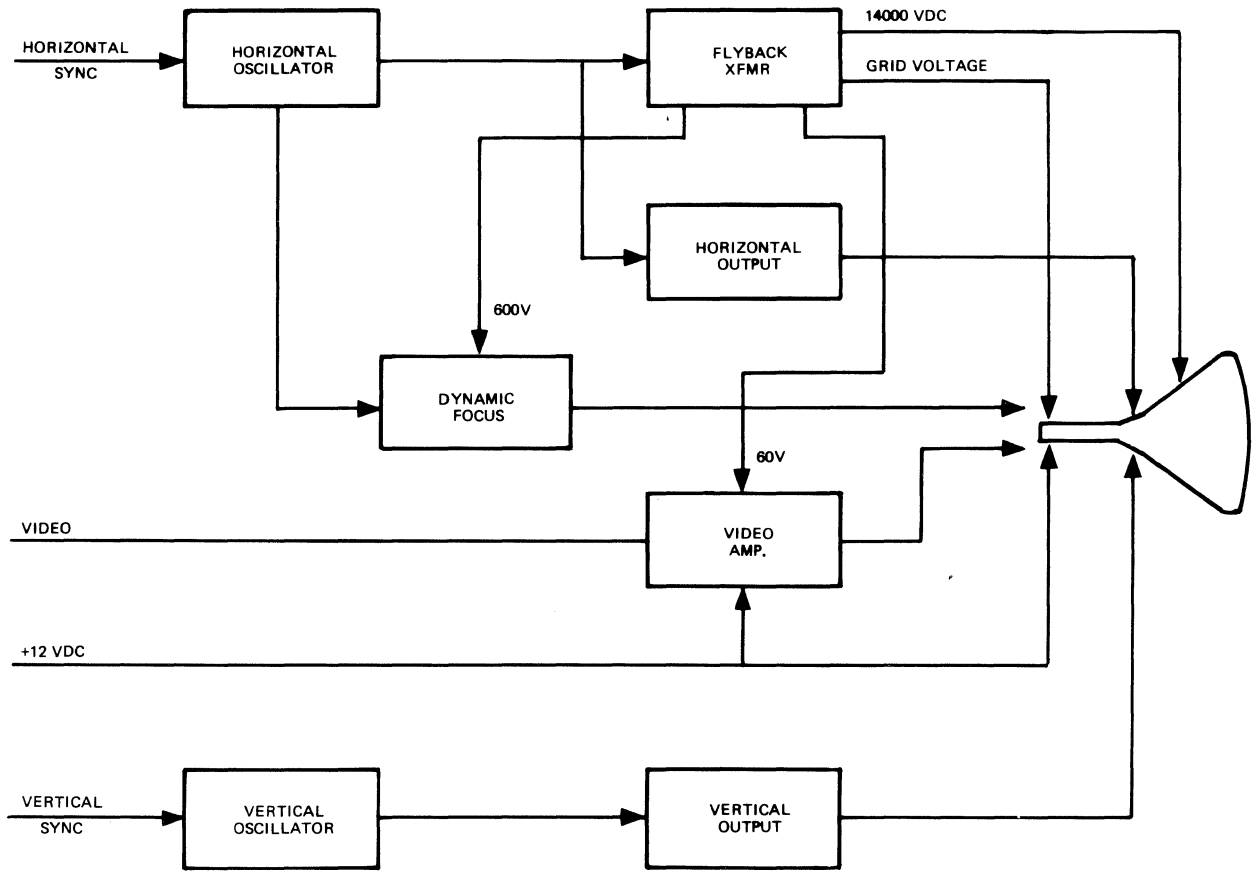 14000 VDC
HORIZONTAL
SYNC
HORIZONTAL
OSCILLATOR
FLYBACK
XFMR
GRID VOLTAGE
HORIZONTAL
OUTPUT
600V
DYNAMIC
FOCUS
60V
VIDEO
VIDEO
AMP.
+12 VDC
VERTICAL
SYNC
VERTICAL
OSCILLATOR
VERTICAL
OUTPUT